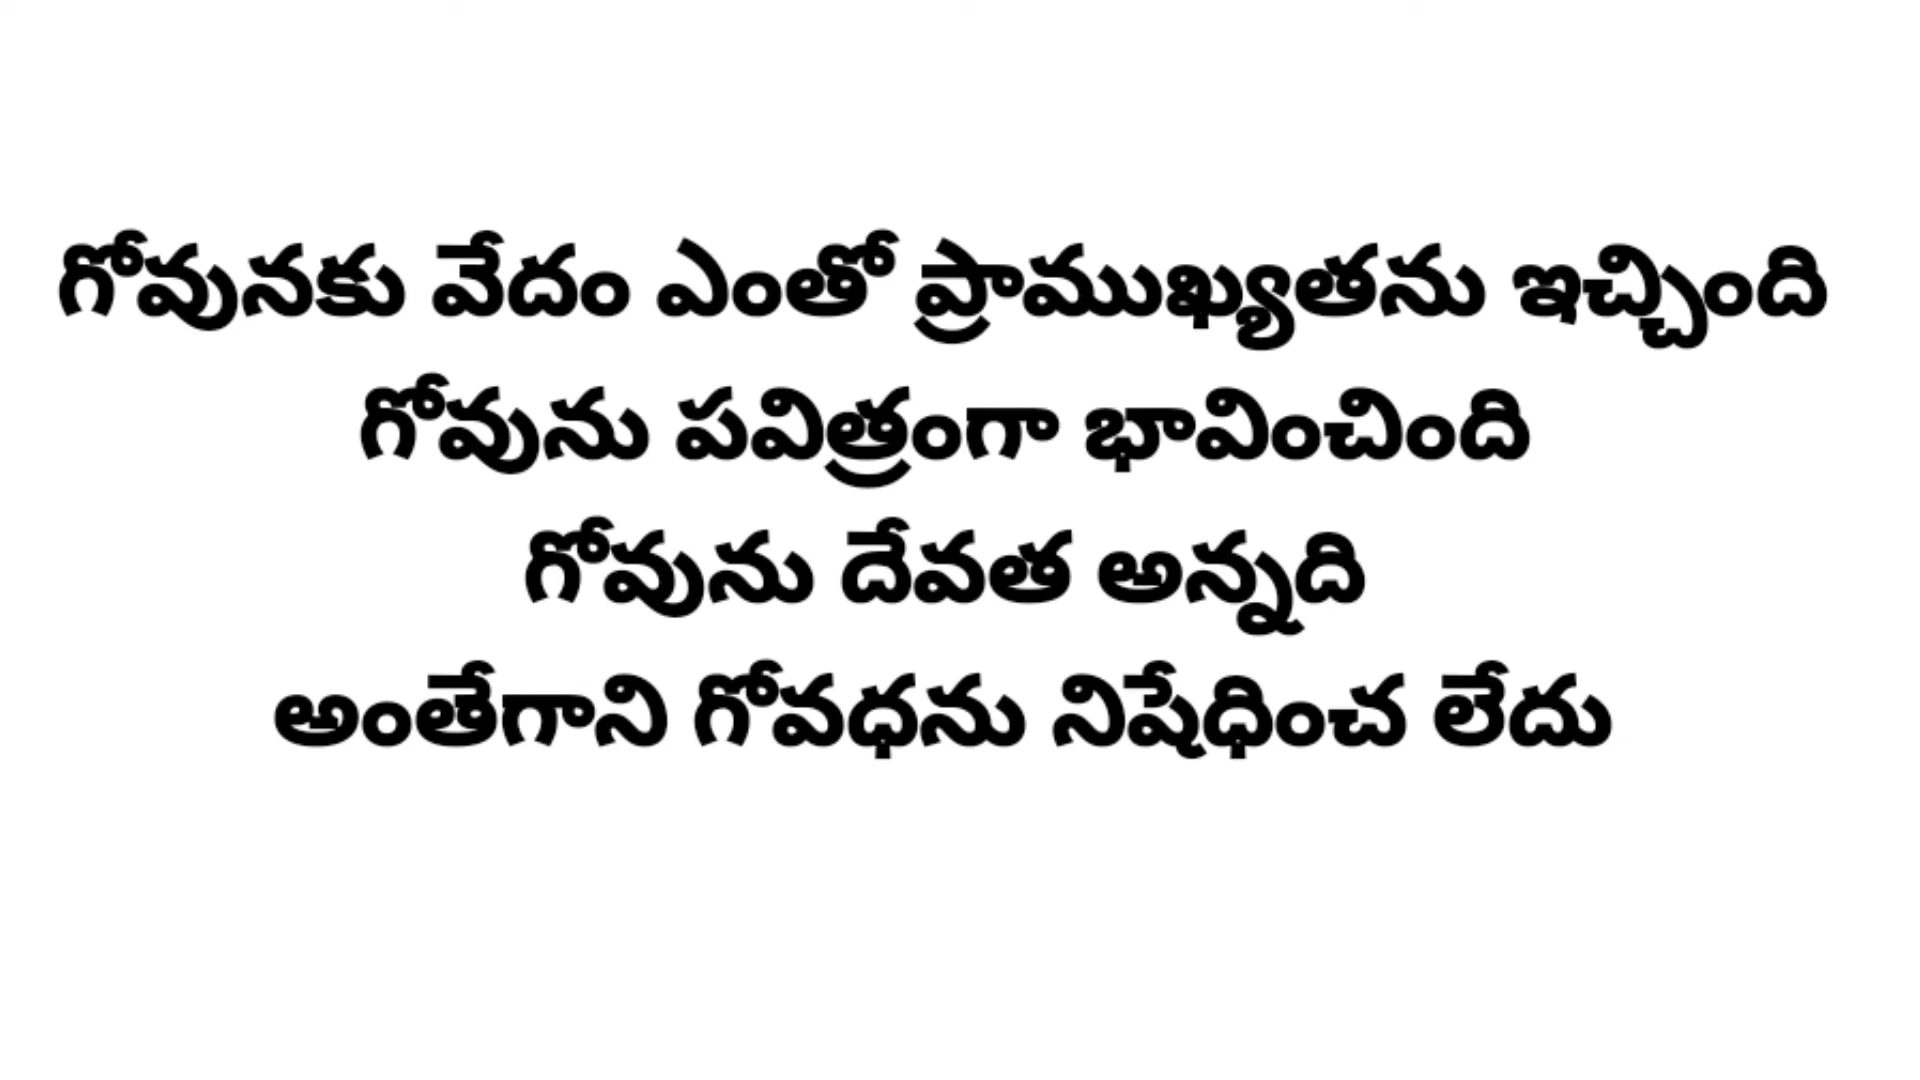 గోవునకు వేదం ఎంతో ప్రాముఖ్యతను ఇచ్చింది
గోవును పవిత్రంగా భావించింది
గోవును దేవత అన్నది
అంతేగాని గోవధను నిషేధించ లేదు